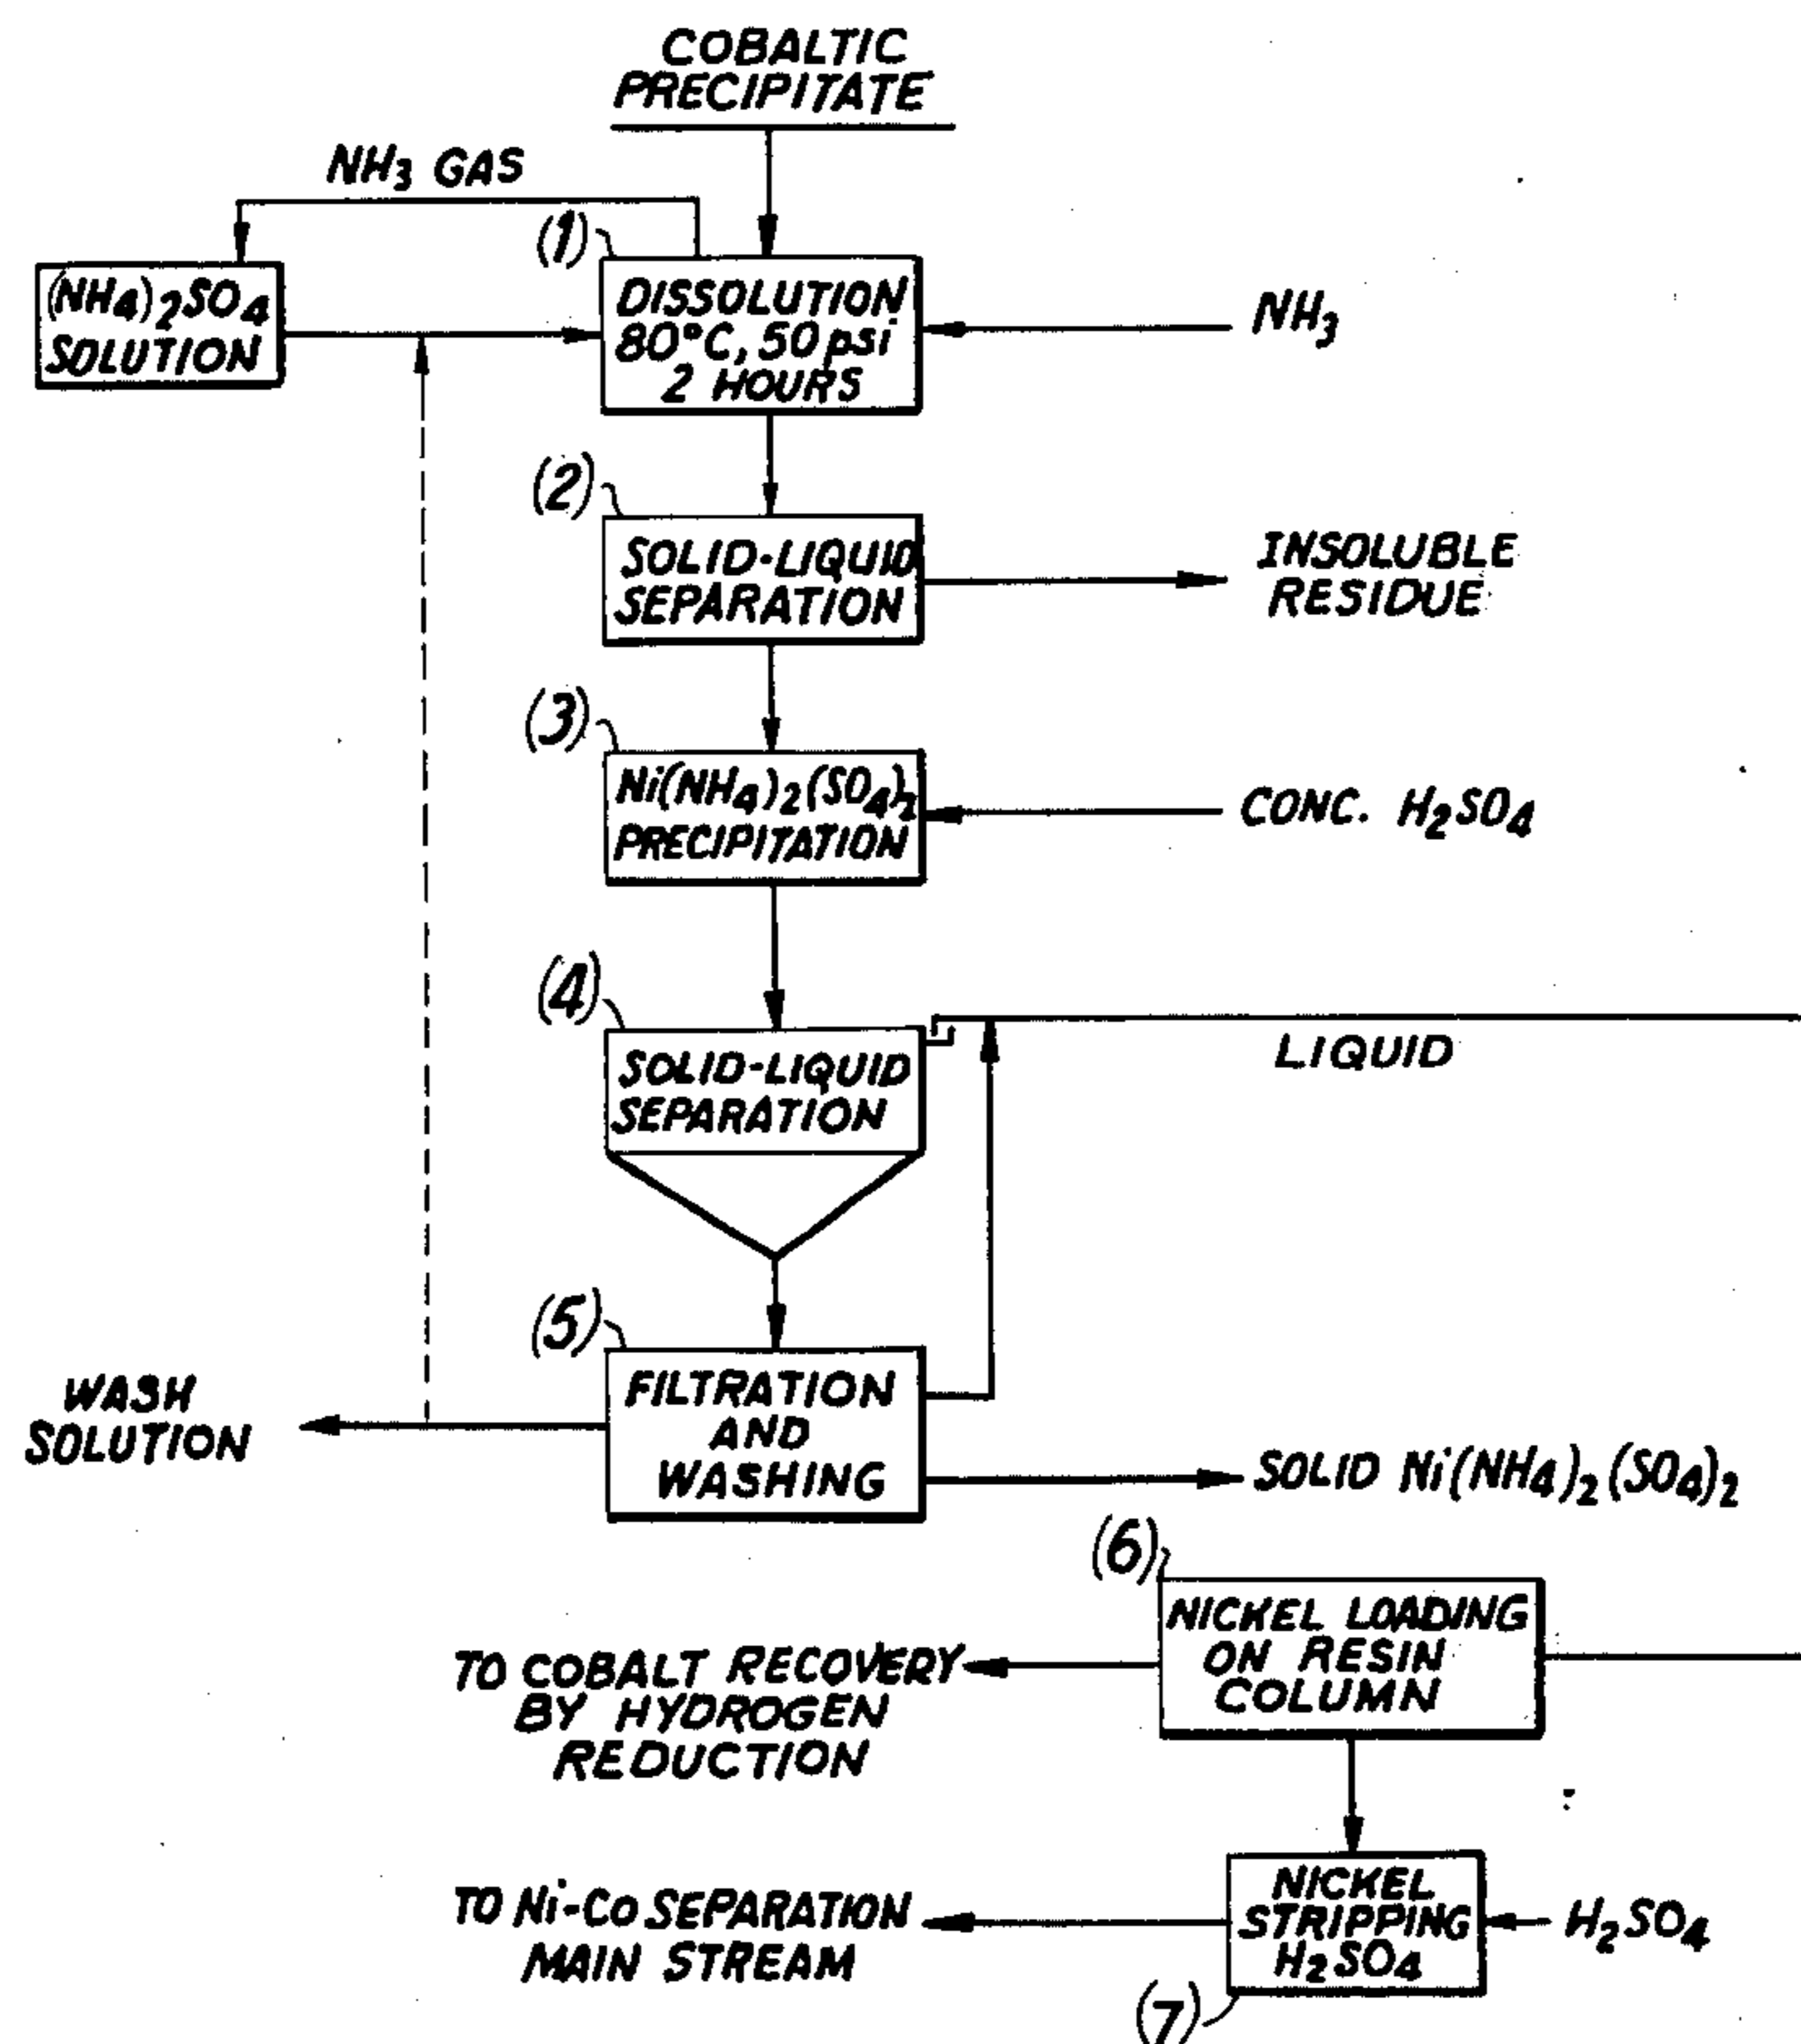 COBALTIC
PRECIPITATE
NH3 GAS
(1)
(NH4)2SO4
SOLUTION
DISSOLUTION
80°C, 50 psi
2 HOURS
NH3
(2)
SOLID-LIQUID
SEPARATION
INSOLUBLE
RESIDUE
(3)
Ni(NH4)2(SO4)2
PRECIPITATION
CONC. H2SO4
(4)
SOLID-LIQUID
SEPARATION
LIQUID
(5)
FILTRATION
AND
WASHING
WASH
SOLUTION
SOLID Ni(NH4)2(SO4)2
(6)
NICKEL LOADING
ON RESIN
COLUMN
TO COBALT RECOVERY
BY HYDROGEN
REDUCTION
NICKEL
STRIPPING
H2SO4
H2SO4
TO Ni-Co SEPARATION
MAIN STREAM
(7)